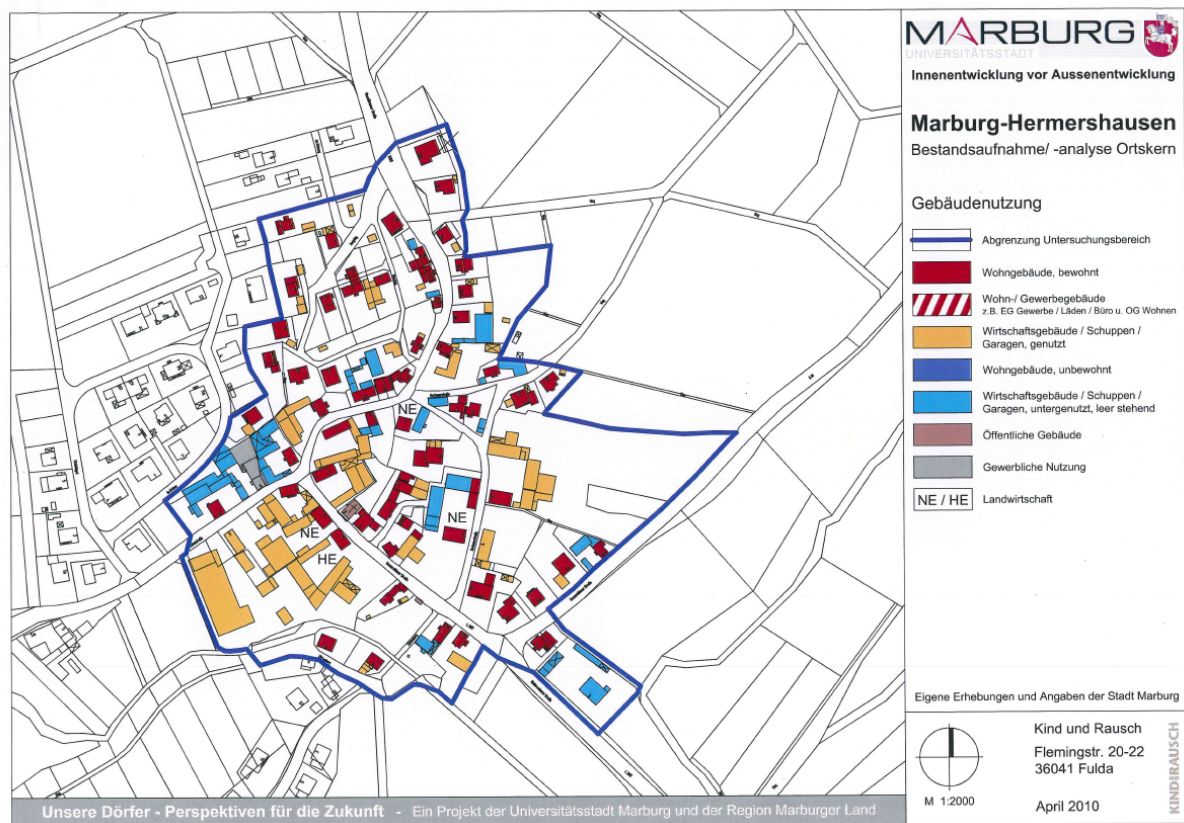 MARBURG
UNIVERSITÄTSSTADT
Innenentwicklung vor Aussenentwicklung
Marburg-Hermershausen
Bestandsaufnahme/ -analyse Ortskern
Gebäudenutzung
Abgrenzung Untersuchungsbereich
Wohngebäude, bewohnt
Wohn-/ Gewerbegebäude
z.B. EG Gewerbe / Läden / Büro u. OG Wohnen
Wirtschaftsgebäude / Schuppen /
Garagen, genutzt
Wohngebäude, unbewohnt
Wirtschaftsgebäude / Schuppen /
Garagen, untergenutzt, leer stehend
Öffentliche Gebäude
Gewerbliche Nutzung
NE / HE Landwirtschaft
NE
NE
NE
HE
Eigene Erhebungen und Angaben der Stadt Marburg
M 1:2000
Kind und Rausch
Flemingstr. 20-22
36041 Fulda
April 2010
KIND&RAUSCH
Unsere Dörfer - Perspektiven für die Zukunft - Ein Projekt der Universitätsstadt Marburg und der Region Marburger Land